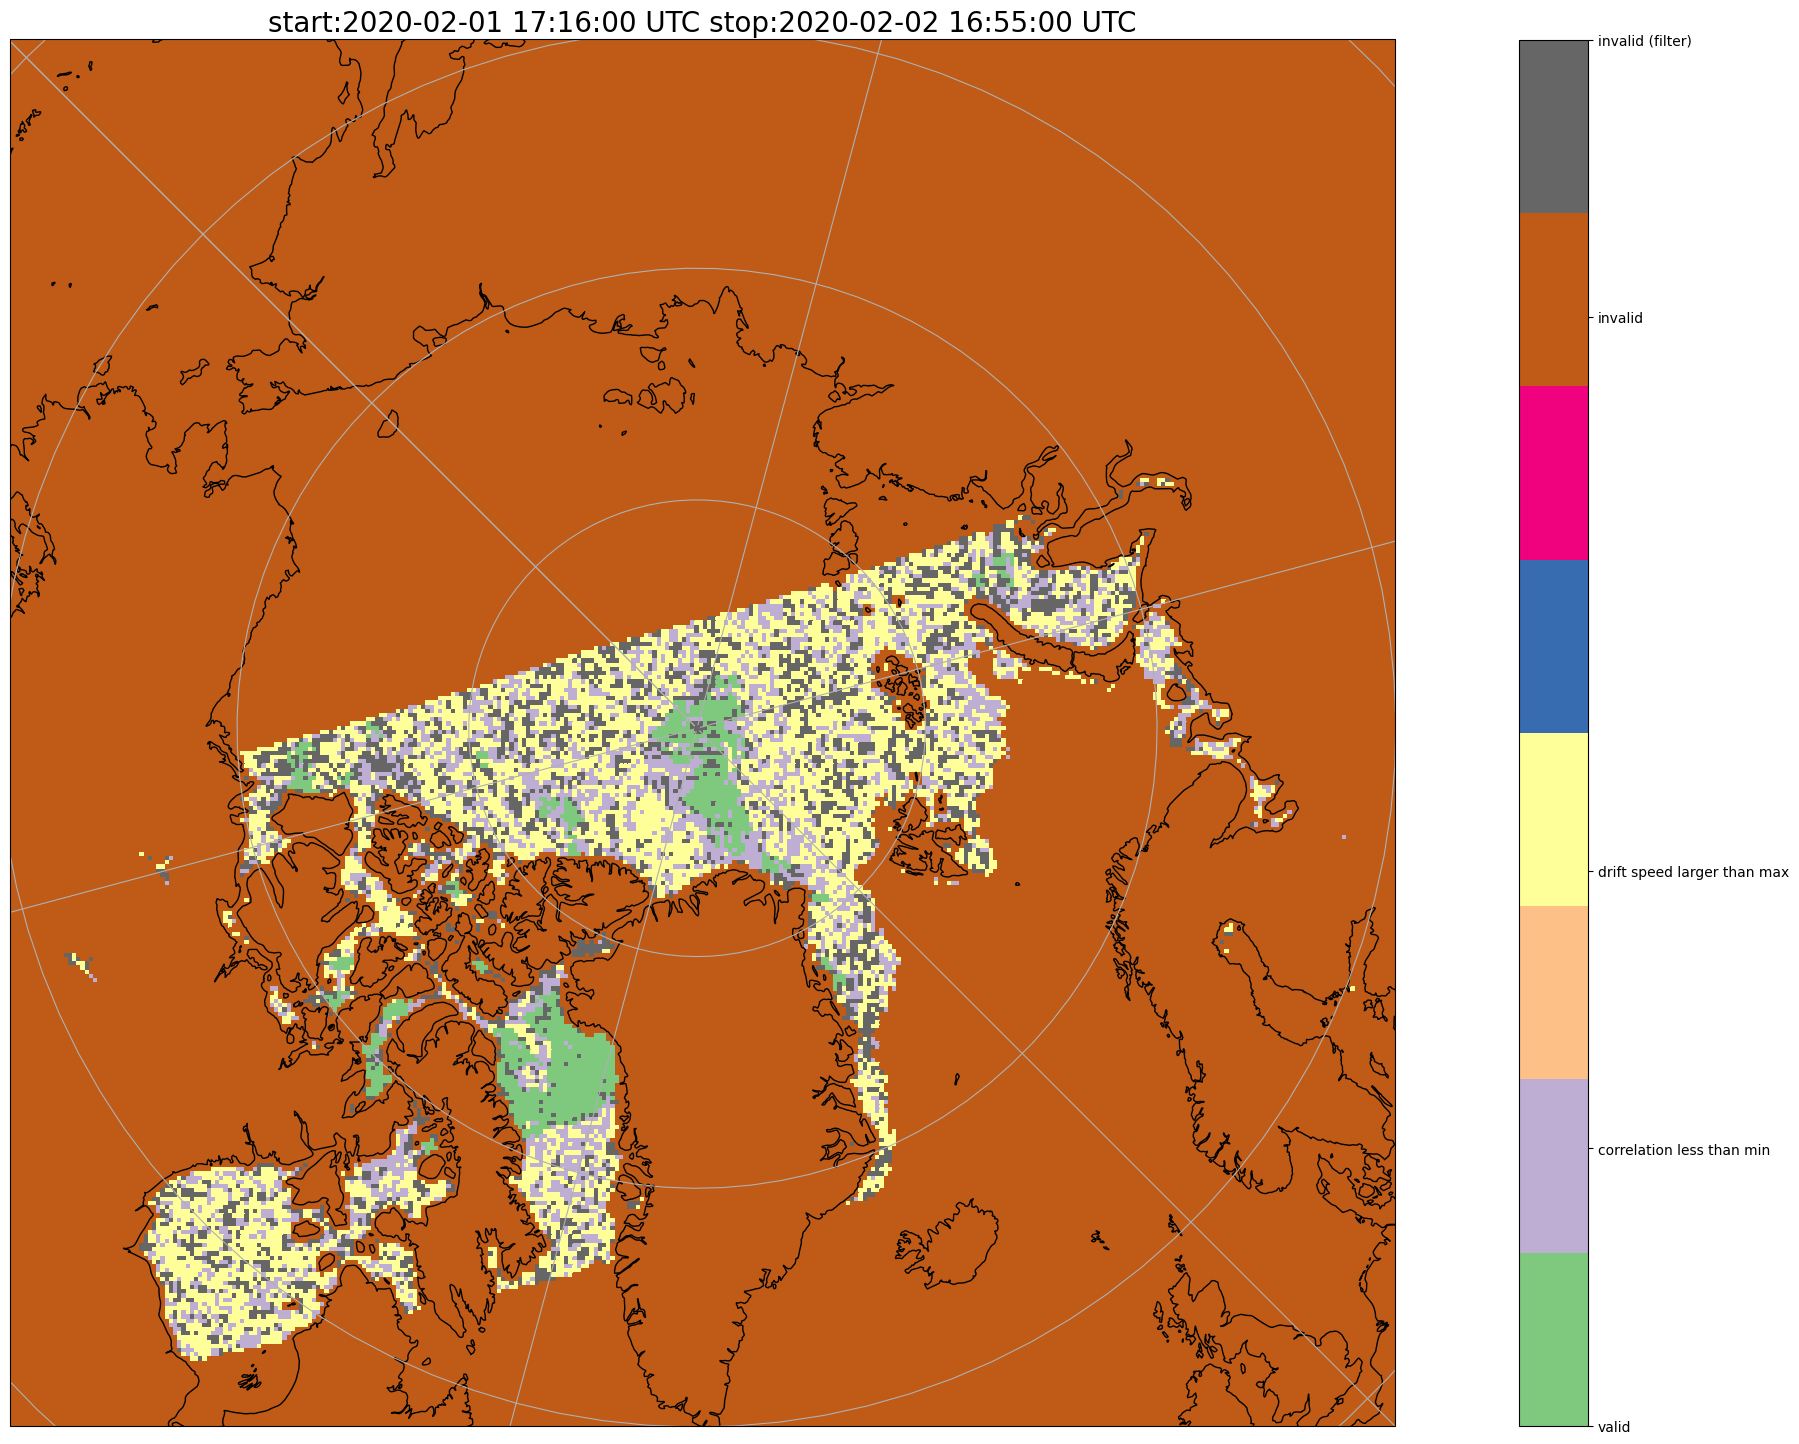 start:2020-02-01 17:16:00 UTC stop:2020-02-02 16:55:00 UTC
invalid (filter)
invalid
drift speed larger than max
correlation less than min
valid